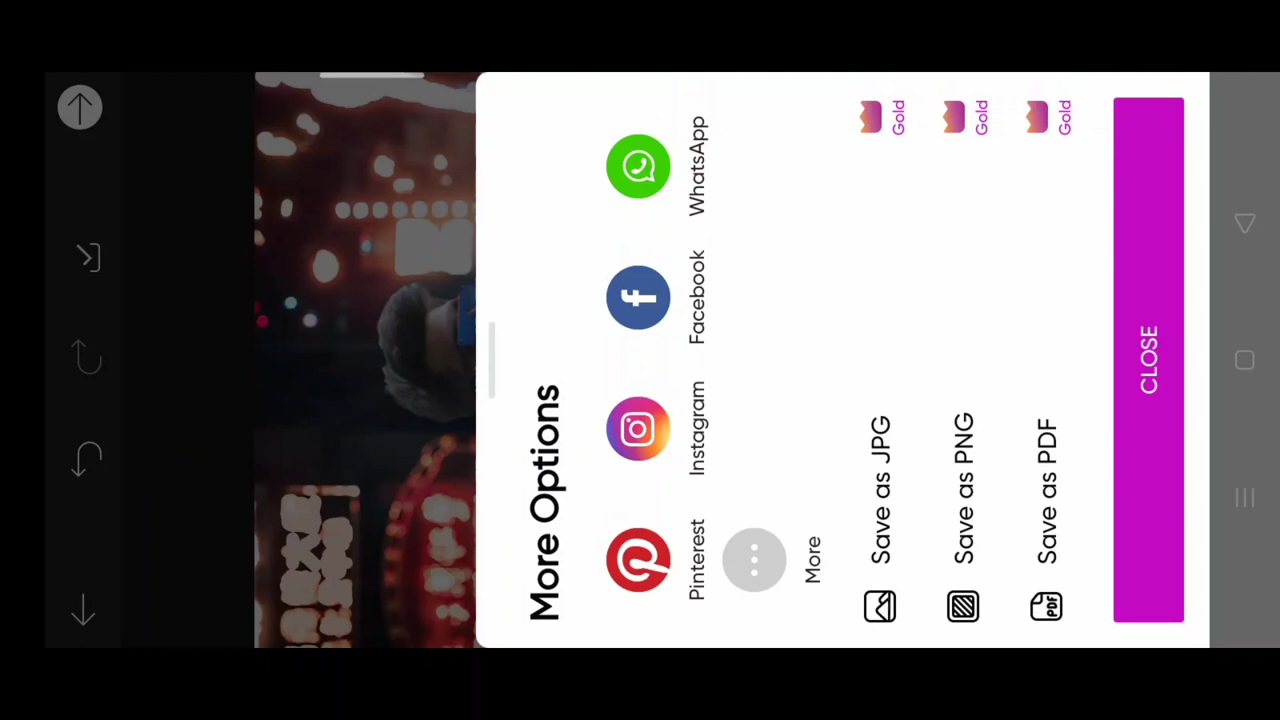 More Options
Pinterest
Instagram
Facebook
WhatsApp
More
Save as JPG
Gold
Save as PNG
Gold
PDF
Save as PDF
Gold
CLOSE